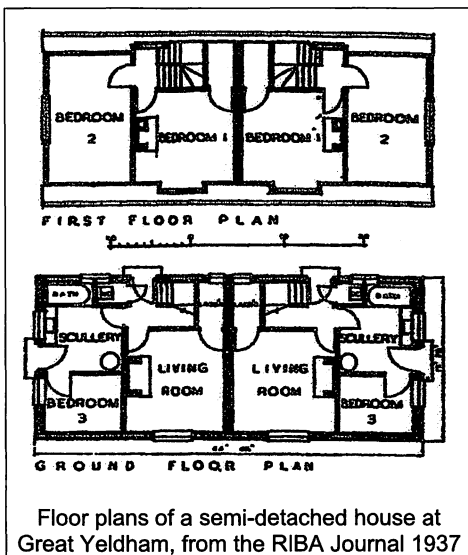 BEDROOM 2
BEDROOM 1
BEDROOM 1
BEDROOM 2
FIRST FLOOR PLAN
BATH
BATH
SCULLERY
LIVING ROOM
LIVING ROOM
SCULLERY
BEDROOM 3
BEDROOM 3
GROUND FLOOR PLAN
Floor plans of a semi-detached house at
Great Yeldham, from the RIBA Journal 1937